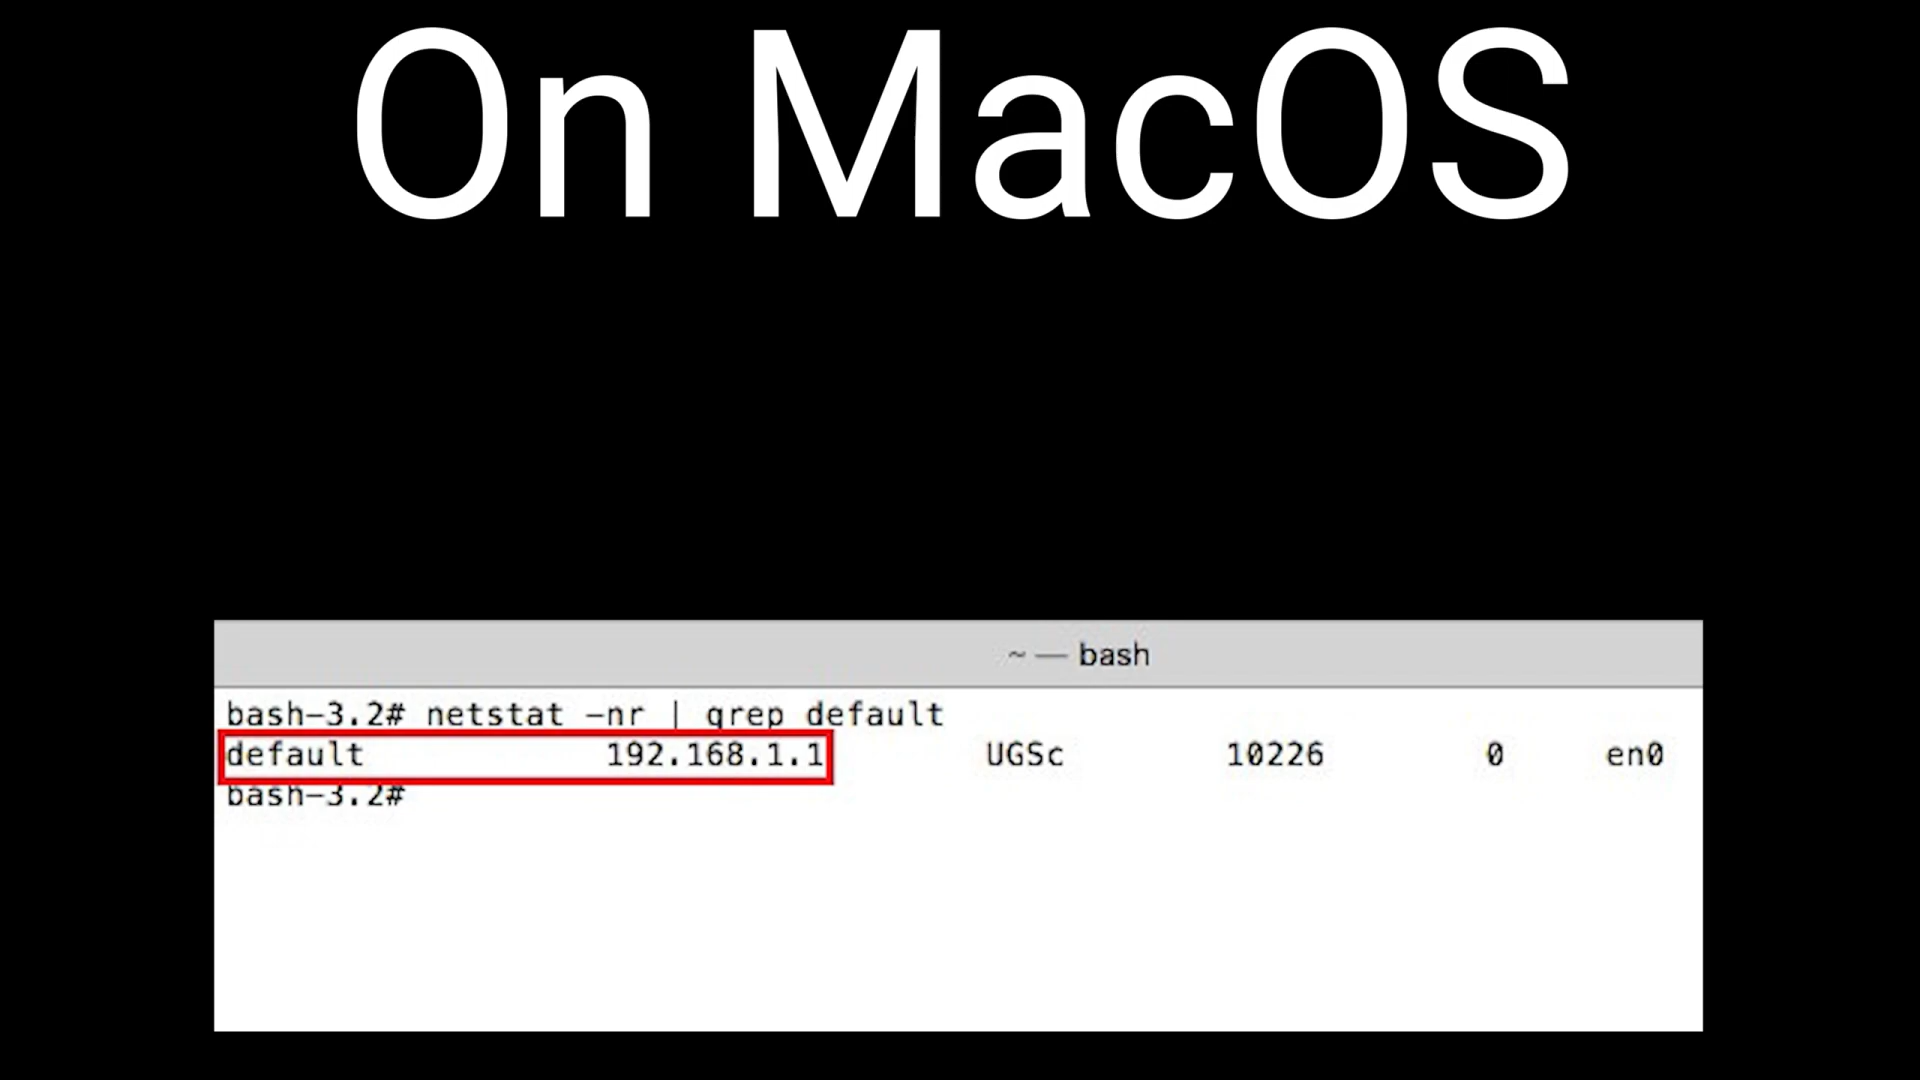 On MacOS
~ — bash
bash-3.2# netstat -nr | grep default
default 192.168.1.1 UGSc 10226 0 en0
bash-3.2#